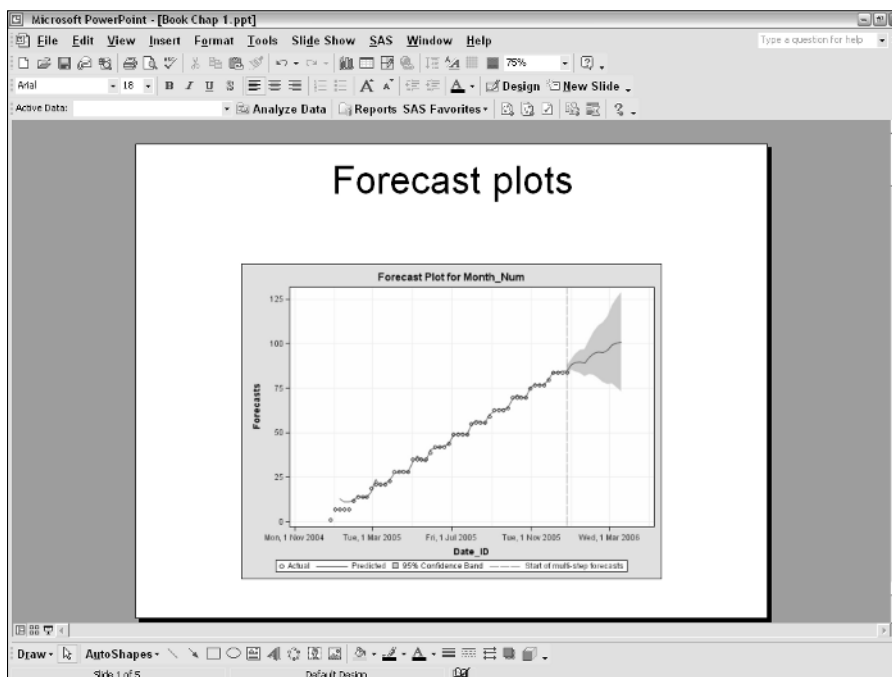 Microsoft PowerPoint - [Book Chap 1.ppt]
File Edit View Insert Format Tools Slide Show SAS Window Help
Type a question for help
75%
Arial 18 B I U S A A A Design New Slide
Active Data: Analyze Data Reports SAS Favorites
Forecast plots
Forecast Plot for Month_Num
125
100
75
50
25
0
Forecasts
Mon, 1 Nov 2004 Tue, 1 Mar 2005 Fri, 1 Jul 2005 Tue, 1 Nov 2005 Wed, 1 Mar 2006
Date_ID
Actual Predicted 95% Confidence Band Start of multi-step forecasts
Draw AutoShapes A A
Slide 1 of 5 Default Design